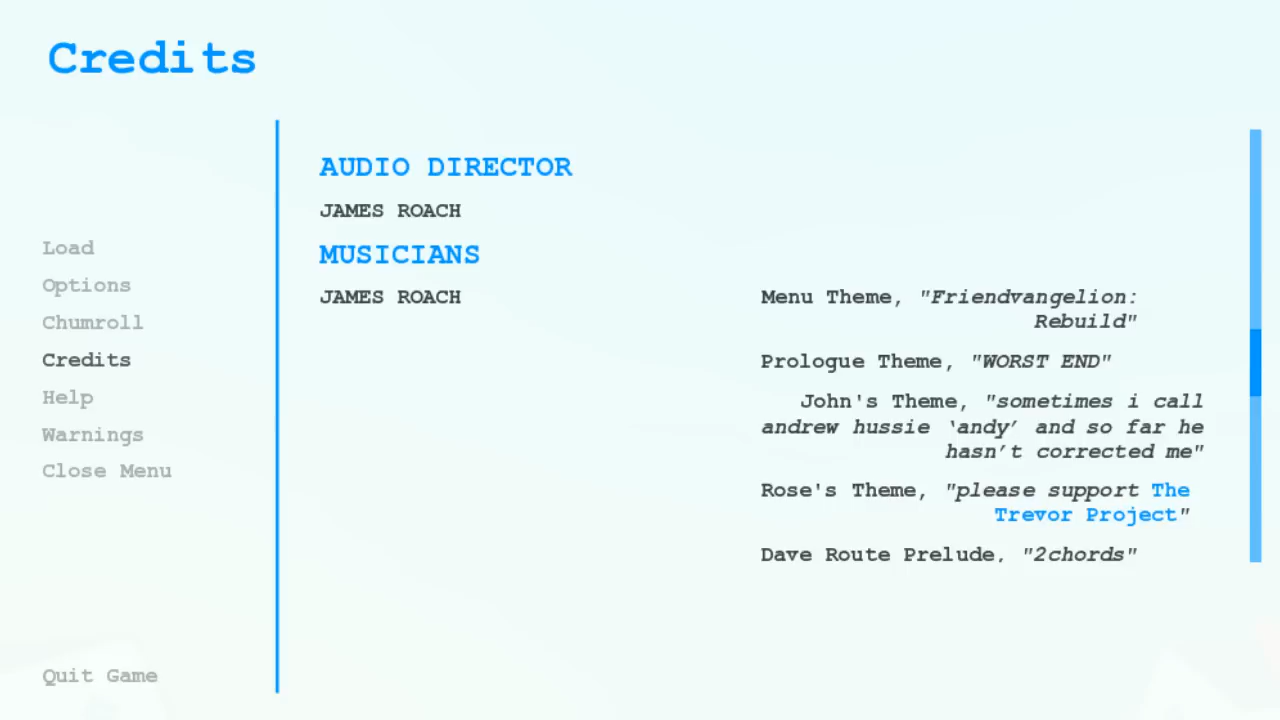 Credits
Load
Options
Chumroll
Credits
Help
Warnings
Close Menu
Quit Game
AUDIO DIRECTOR
JAMES ROACH
MUSICIANS
JAMES ROACH
Menu Theme, "Friendvangelion:
Rebuild"
Prologue Theme, "WORST END"
John's Theme, "sometimes i call
andrew hussie ‘andy’ and so far he
hasn’t corrected me"
Rose's Theme, "please support The
Trevor Project"
Dave Route Prelude, "2chords"